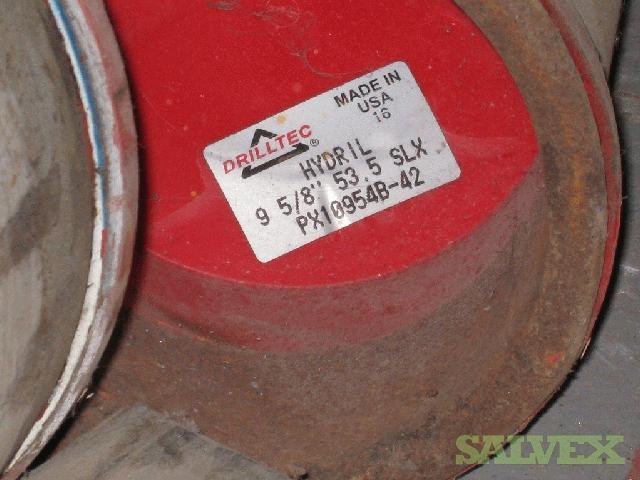 DRILLTEC®
MADE IN
USA
16
HYDRIL
9 5/8" 53.5 SLX
PX10954B-42
SALVEX